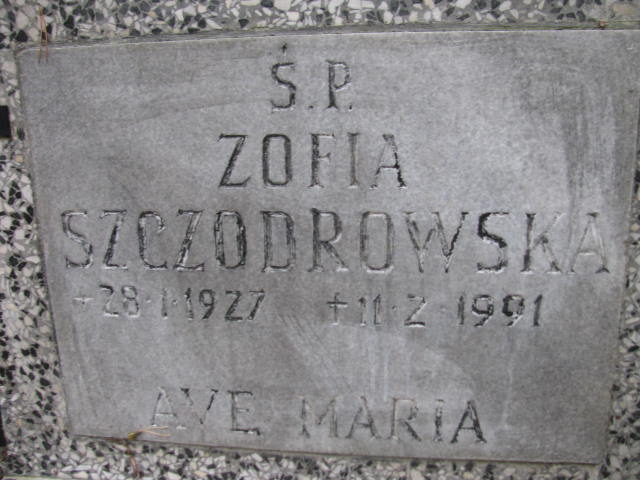 Ś.P.
ZOFIA
SZCZODROWSKA
+28·1·1927 +11·2·1991
AVE MARIA